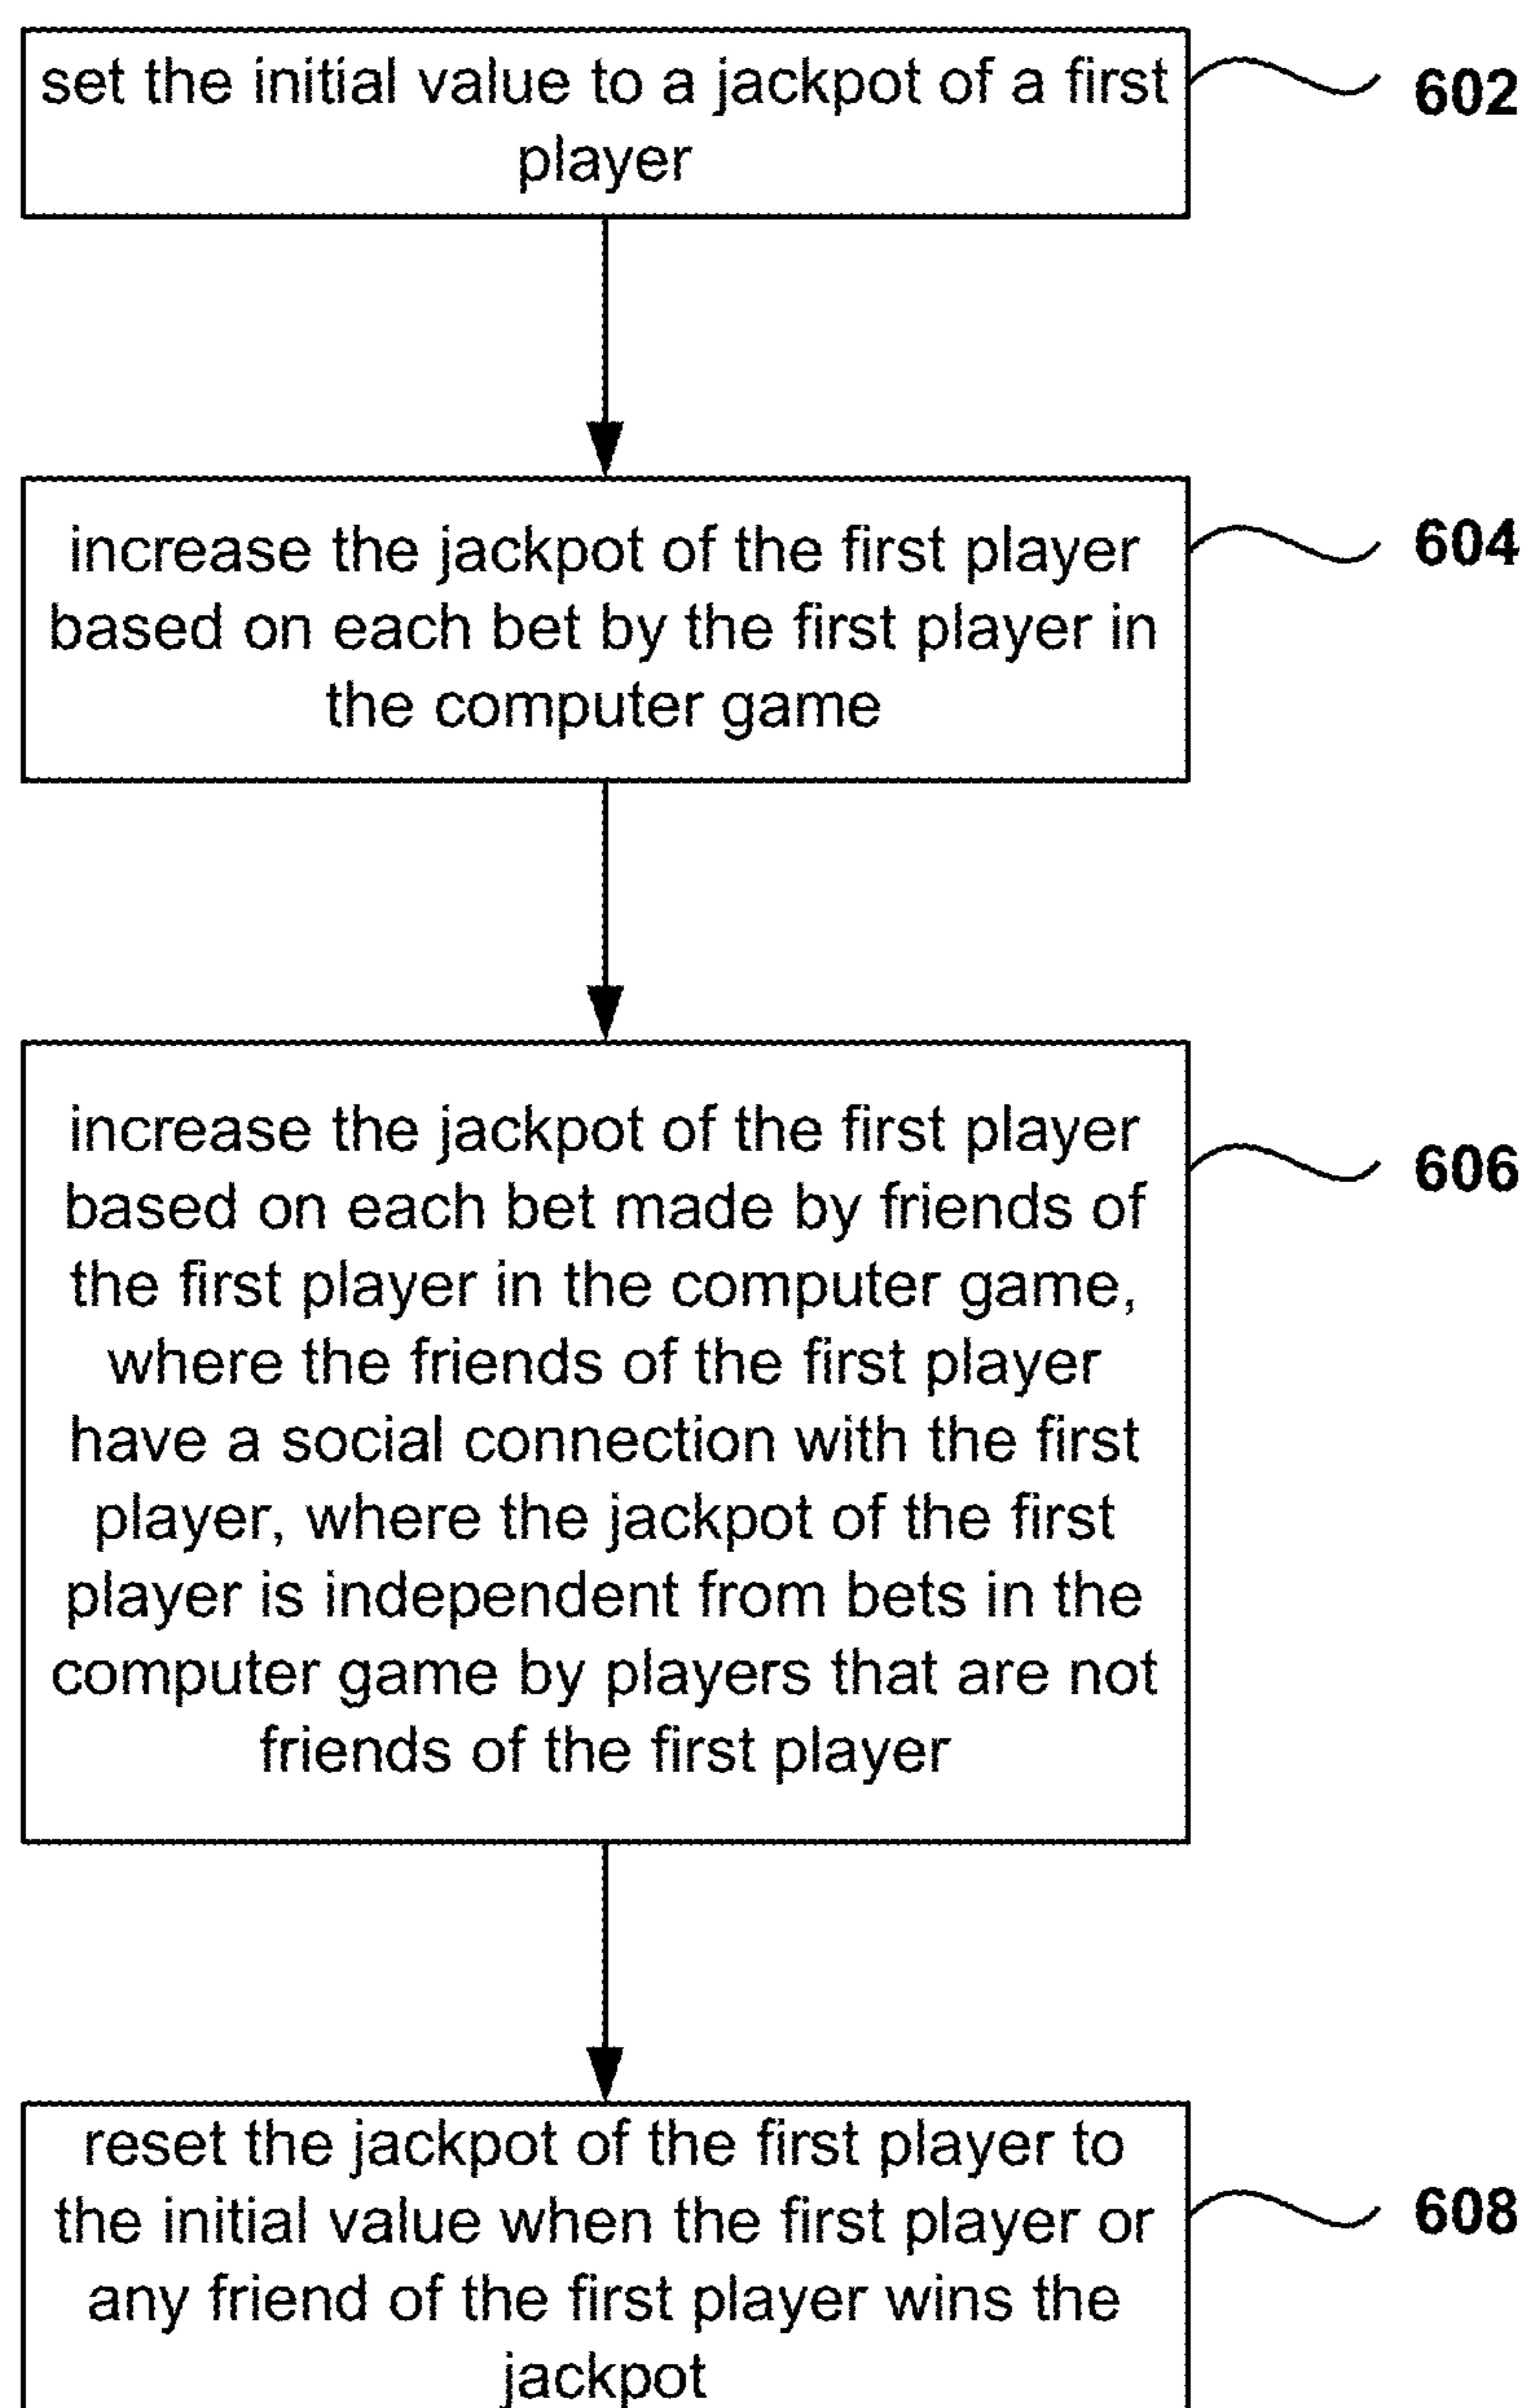 set the initial value to a jackpot of a first
player
602
increase the jackpot of the first player
based on each bet by the first player in
the computer game
604
increase the jackpot of the first player
based on each bet made by friends of
the first player in the computer game,
where the friends of the first player
have a social connection with the first
player, where the jackpot of the first
player is independent from bets in the
computer game by players that are not
friends of the first player
606
reset the jackpot of the first player to
the initial value when the first player or
any friend of the first player wins the
jackpot
608